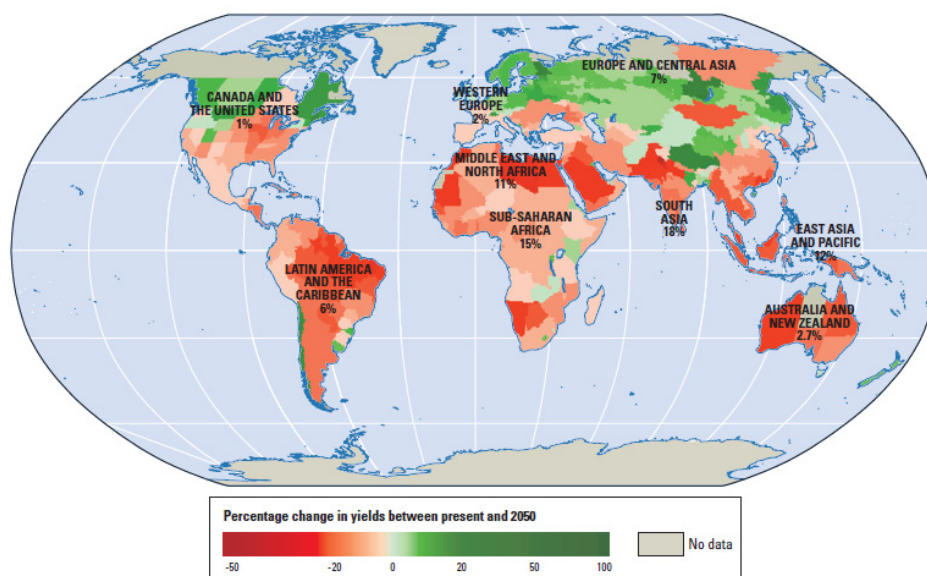 EUROPE AND CENTRAL ASIA
7%
CANADA AND
THE UNITED STATES
1%
WESTERN
EUROPE
2%
MIDDLE EAST AND
NORTH AFRICA
11%
SUB-SAHARAN
AFRICA
15%
SOUTH
ASIA
18%
EAST ASIA
AND PACIFIC
12%
LATIN AMERICA
AND THE
CARIBBEAN
6%
AUSTRALIA AND
NEW ZEALAND
2.7%
Percentage change in yields between present and 2050
No data
-50 -20 0 20 50 100